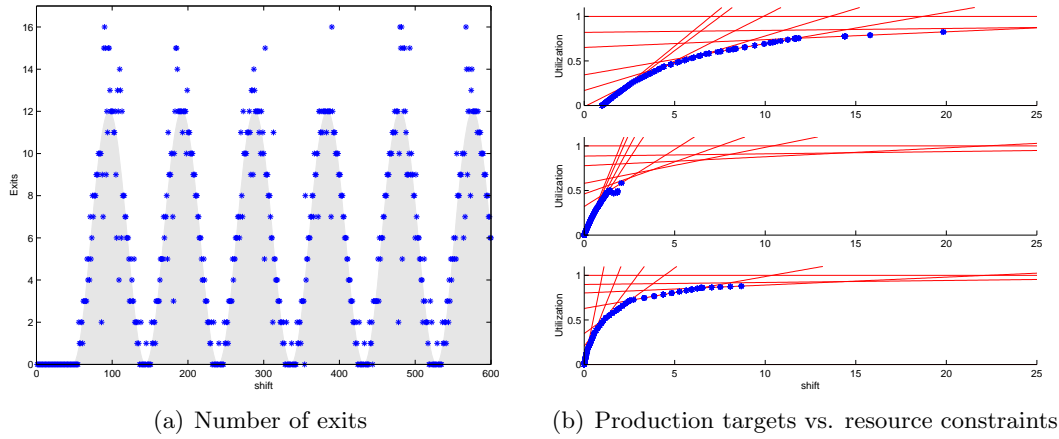 16
14
12
10
8
6
4
2
0
Exits
0 100 200 300 400 500 600
shift
(a) Number of exits
1
0.5
0
Utilization
0 5 10 15 20 25
1
0.5
0
Utilization
0 5 10 15 20 25
1
0.5
0
Utilization
0 5 10 15 20 25
shift
(b) Production targets vs. resource constraints